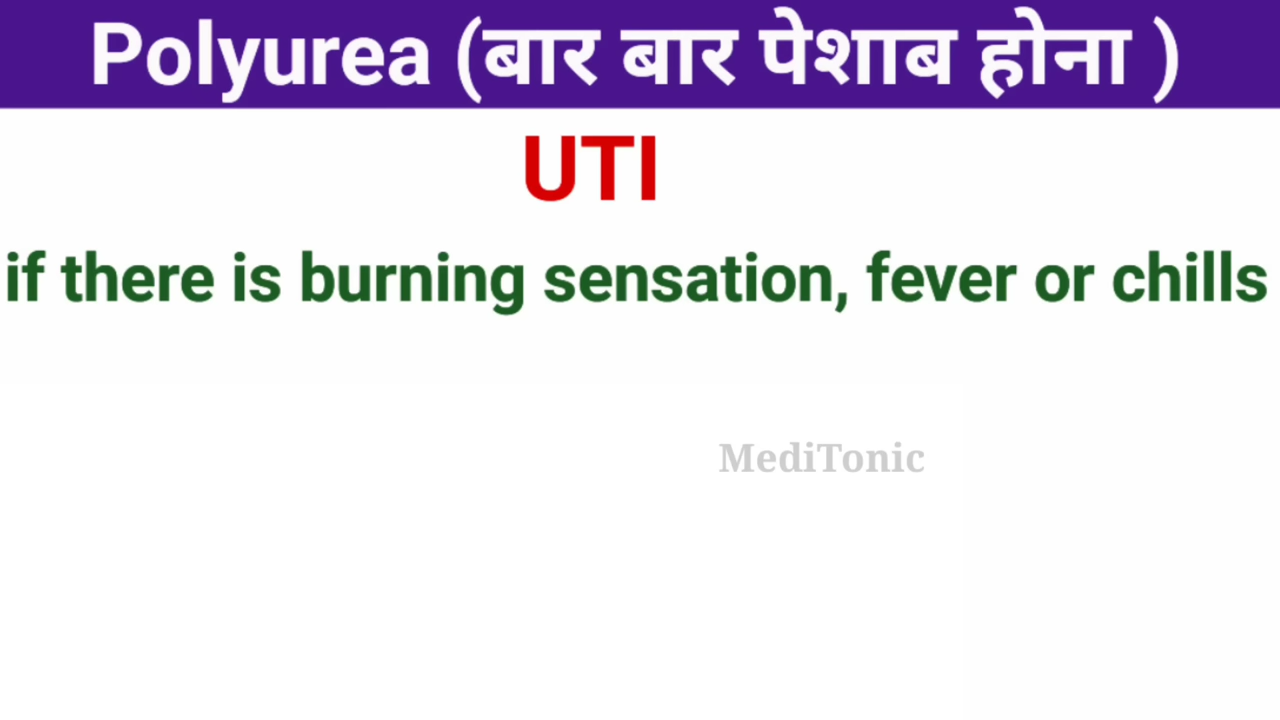 Polyurea (बार बार पेशाब होना )
UTI
if there is burning sensation, fever or chills
MediTonic